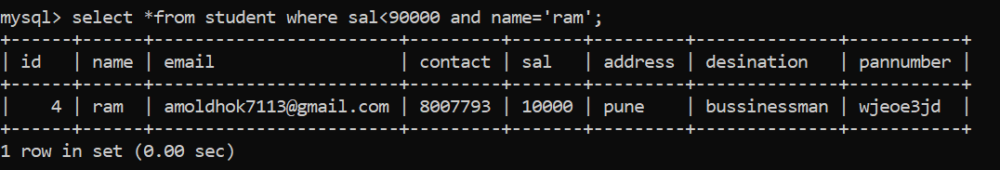 mysql> select *from student where sal<90000 and name='ram';
+------+------+------------------------+---------+-------+---------+--------------+-----------+
| id   | name | email                  | contact | sal   | address | desination   | pannumber |
+------+------+------------------------+---------+-------+---------+--------------+-----------+
|    4 | ram  | amoldhok7113@gmail.com | 8007793 | 10000 | pune    | bussinessman | wjeoe3jd  |
+------+------+------------------------+---------+-------+---------+--------------+-----------+
1 row in set (0.00 sec)